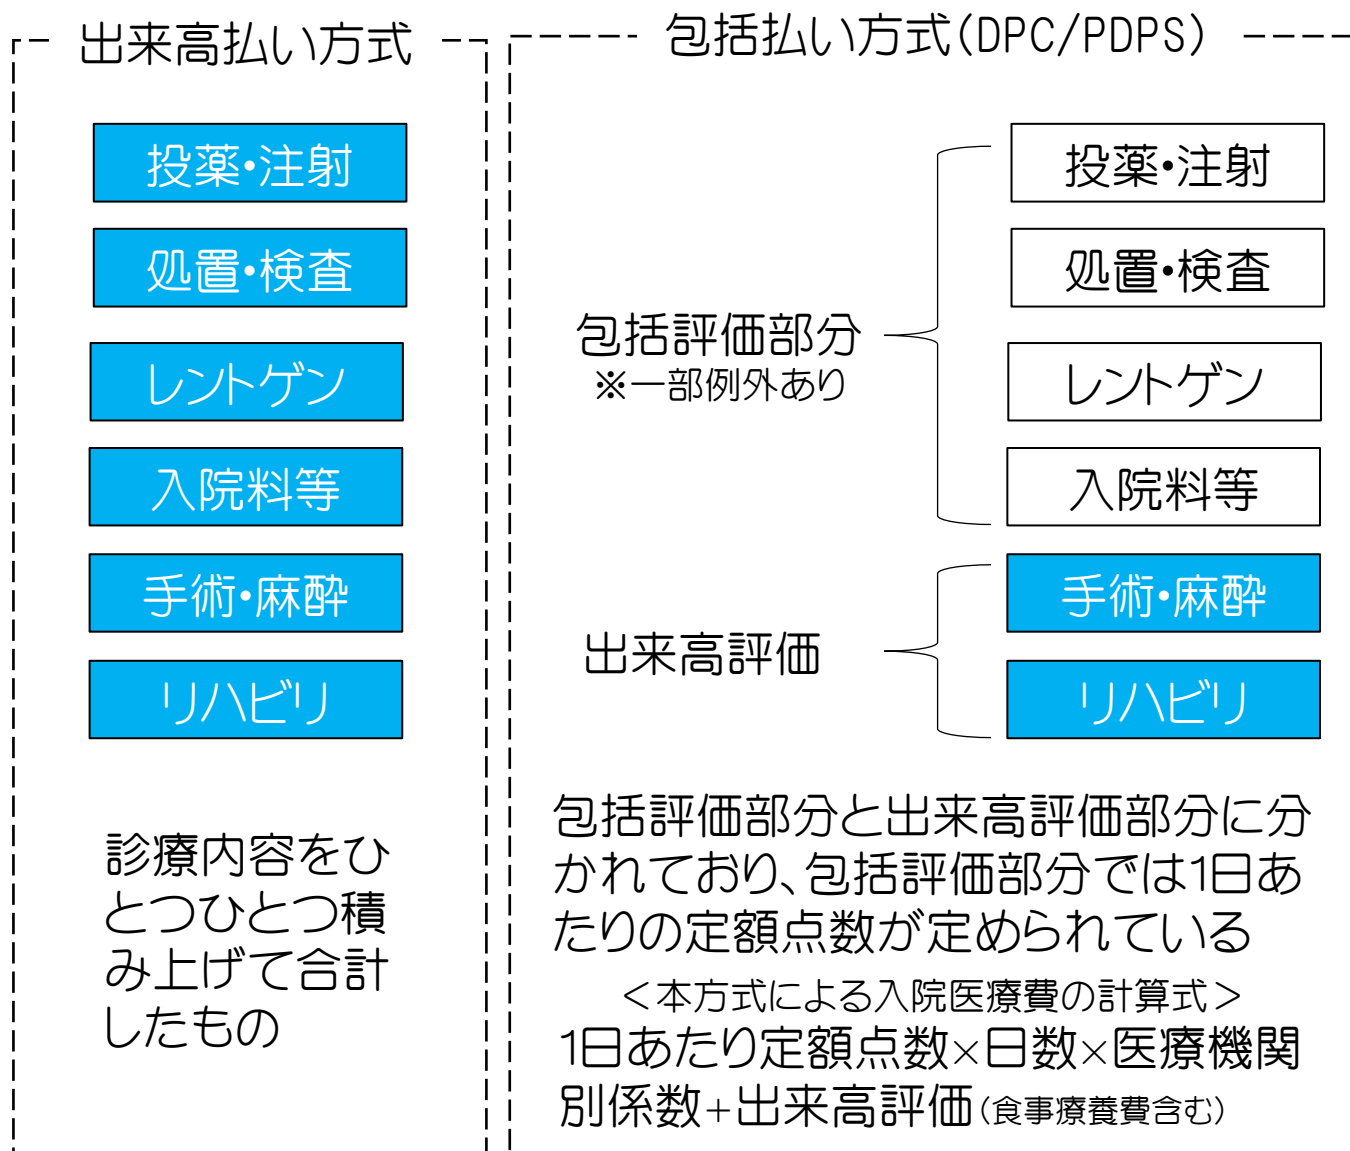 出来高払い方式
投薬・注射
処置・検査
レントゲン
入院料等
手術・麻酔
リハビリ
診療内容をひ
とつひとつ積
み上げて合計
したもの
包括払い方式(DPC/PDPS)
包括評価部分
※一部例外あり
投薬・注射
処置・検査
レントゲン
入院料等
出来高評価
手術・麻酔
リハビリ
包括評価部分と出来高評価部分に分
かれており、包括評価部分では1日あ
たりの定額点数が定められている
＜本方式による入院医療費の計算式＞
1日あたり定額点数×日数×医療機関
別係数+出来高評価(食事療養費含む)